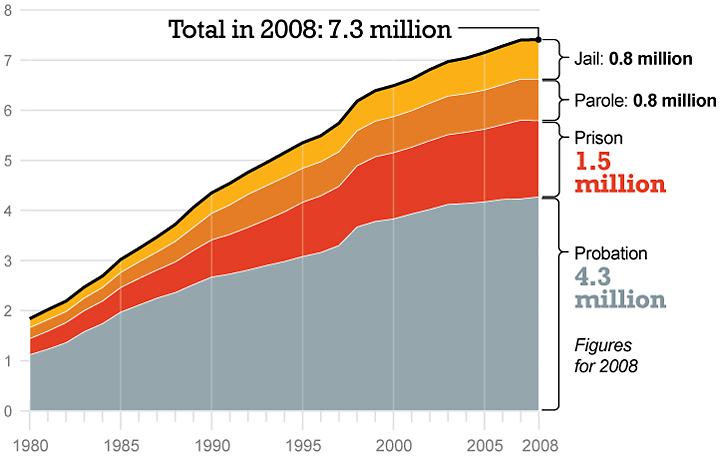 8
Total in 2008: 7.3 million
7
Jail: 0.8 million
6
Parole: 0.8 million
Prison
5
1.5
million
4
Probation
3
4.3
million
2
Figures
for 2008
1
0
1980 1985 1990 1995 2000 2005 2008